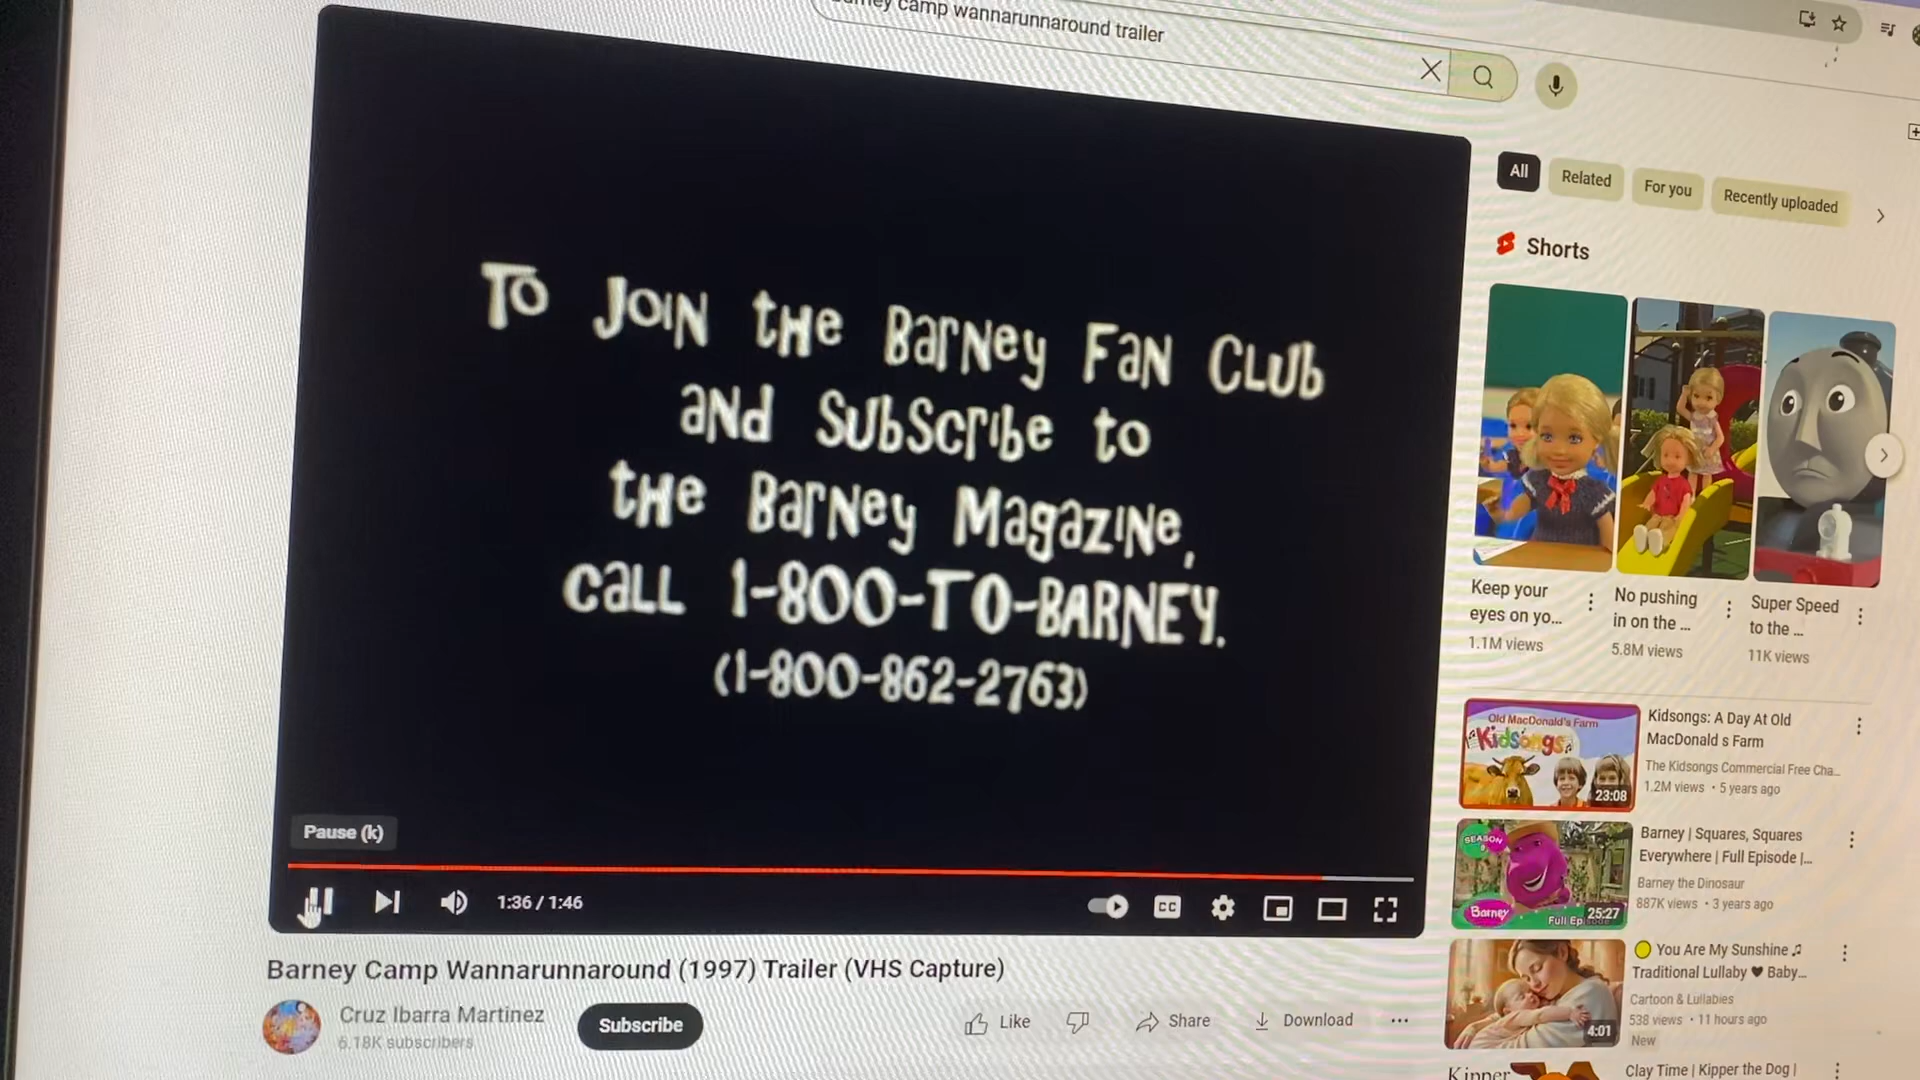 camp wannarunnaround trailer
All
Related
For you
Recently uploaded
Shorts
To Join the Barney Fan Club
and Subscribe to
the Barney Magazine,
call 1-800-TO-BARNEY.
(1-800-862-2763)
Keep your
eyes on yo...
1.1M views
No pushing
in on the ...
5.8M views
Super Speed
to the ...
11K views
Old MacDonald's Farm
Kidsongs
23:08
Kidsongs: A Day At Old
MacDonald s Farm
The Kidsongs Commercial Free Cha...
1.2M views • 5 years ago
SEASON
9
Barney
Full Ep
25:27
Barney | Squares, Squares
Everywhere | Full Episode |...
Barney the Dinosaur
887K views • 3 years ago
4:01
You Are My Sunshine ♫
Traditional Lullaby ♥ Baby...
Cartoon & Lullabies
538 views • 11 hours ago
New
Kipper
Clay Time | Kipper the Dog |
Pause (k)
1:36 / 1:46
CC
Barney Camp Wannarunnaround (1997) Trailer (VHS Capture)
Cruz Ibarra Martinez
6.18K subscribers
Subscribe
Like
Share
Download